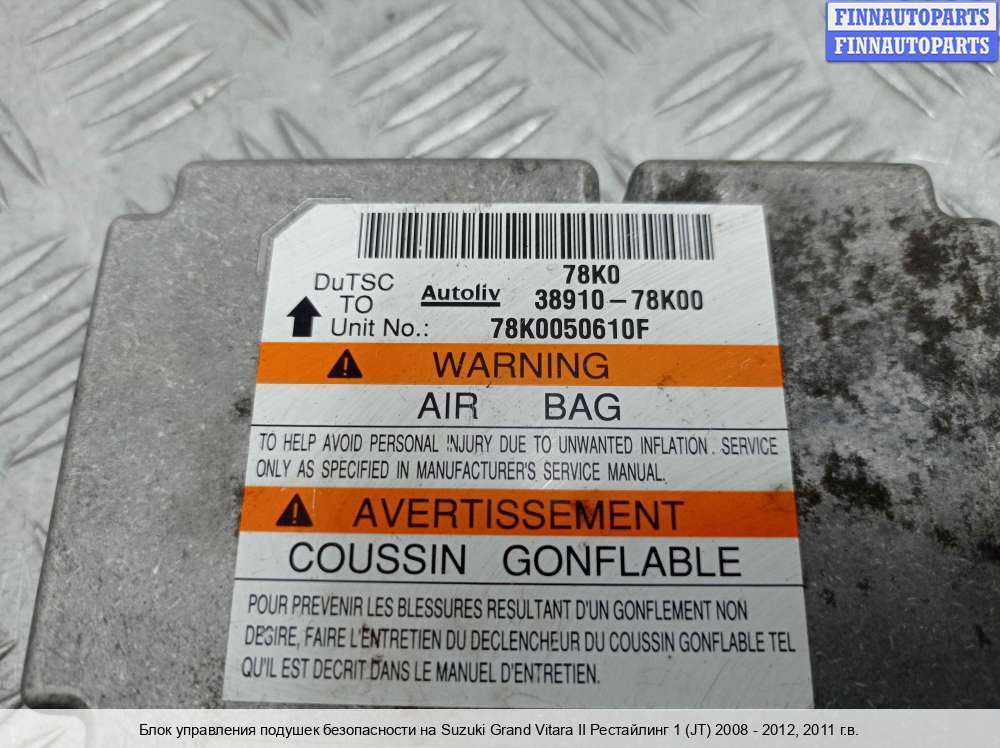 FINNAUTOPARTS
FINNAUTOPARTS
78K0
DuTSC
TO
Autoliv 38910-78K00
Unit No.: 78K0050610F
WARNING
AIR BAG
TO HELP AVOID PERSONAL INJURY DUE TO UNWANTED INFLATION. SERVICE
ONLY AS SPECIFIED IN MANUFACTURER'S SERVICE MANUAL.
AVERTISSEMENT
COUSSIN GONFLABLE
POUR PREVENIR LES BLESSURES RESULTANT D'UN GONFLEMENT NON
DESIRE, FAIRE L'ENTRETIEN DU DECLENCHEUR DU COUSSIN GONFLABLE TEL
QU'IL EST DECRIT DANS LE MANUEL D'ENTRETIEN.
Блок управления подушек безопасности на Suzuki Grand Vitara II Рестайлинг 1 (JT) 2008 - 2012, 2011 г.в.